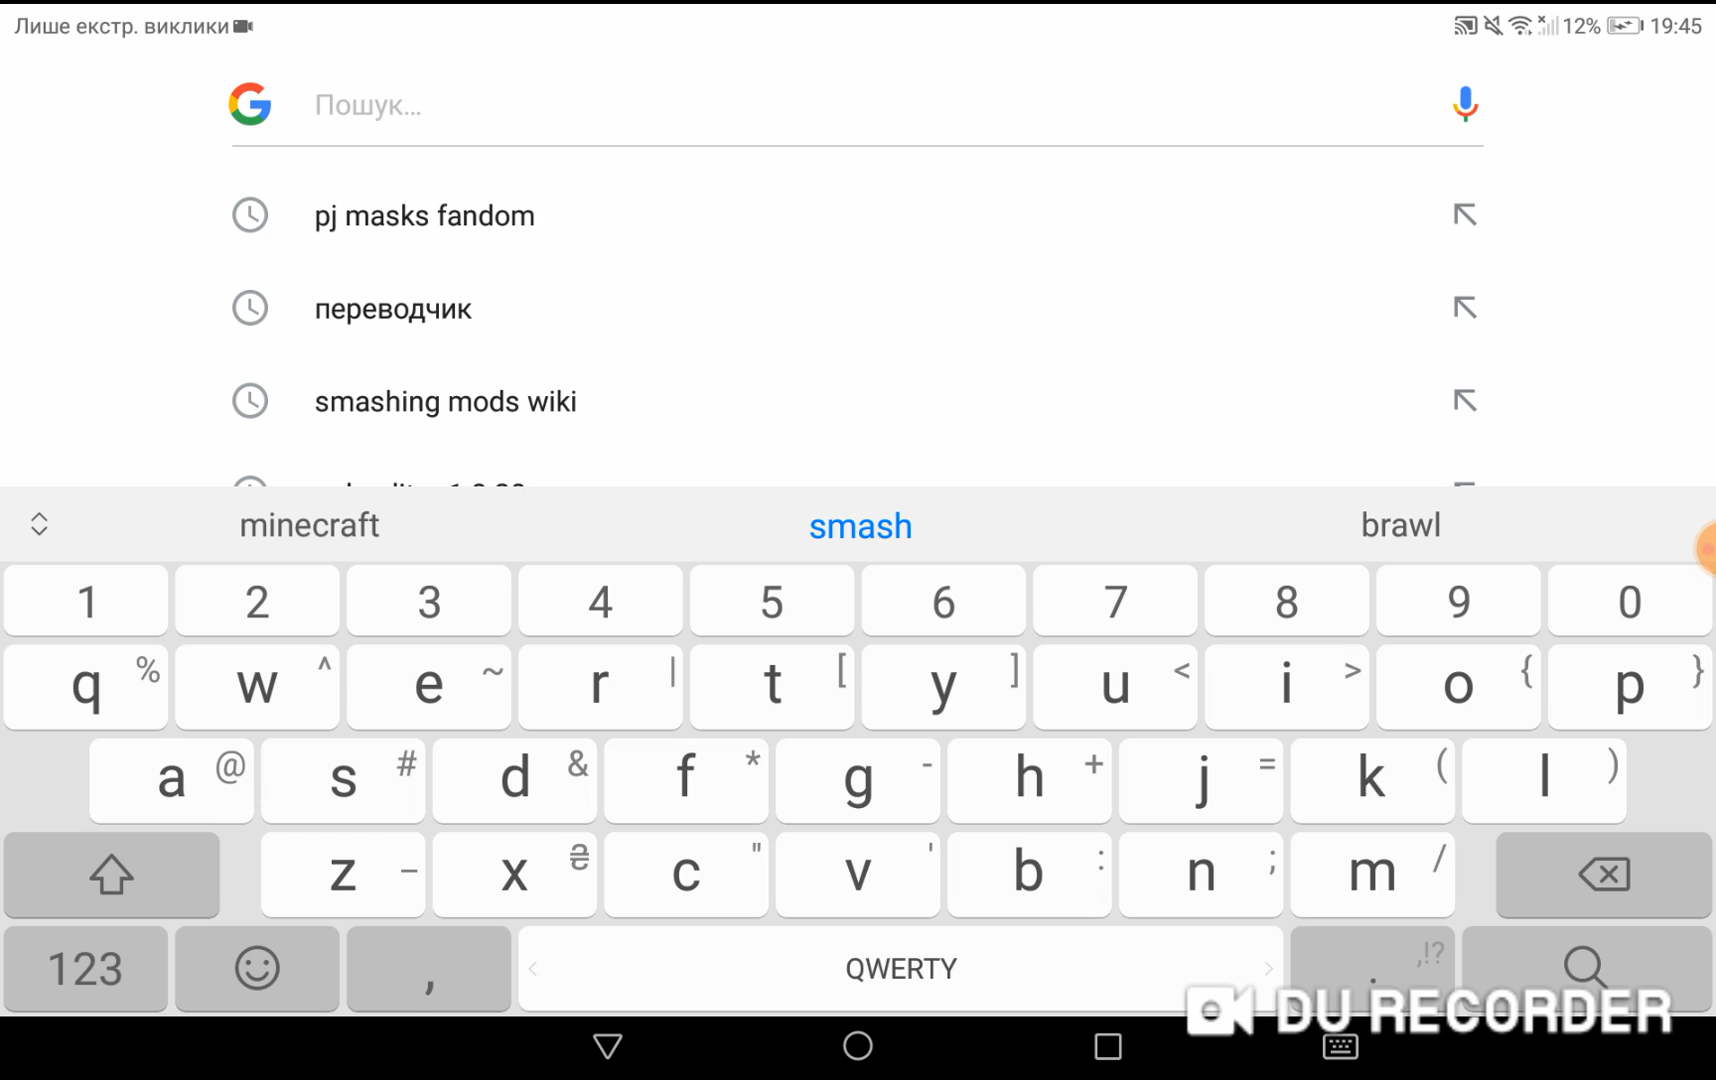 Лише екстр. виклики
12% 19:45
Пошук...
pj masks fandom
переводчик
smashing mods wiki
minecraft smash brawl
1 2 3 4 5 6 7 8 9 0
q % w ^ e ~ r | t [ y ] u < i > o { p }
a @ s # d & f * g - h + j = k ( l )
z _ x ₴ c " v ' b : n ; m /
123 , QWERTY . ,!?
DU RECORDER